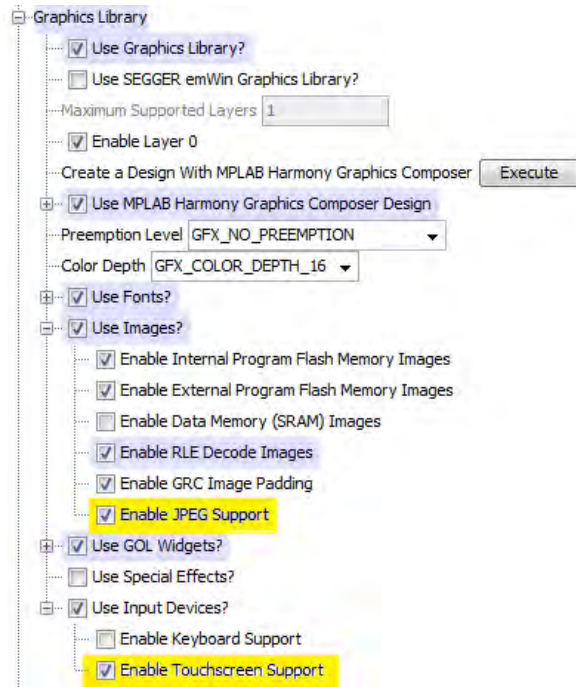 Graphics Library
Use Graphics Library?
Use SEGGER emWin Graphics Library?
Maximum Supported Layers 1
Enable Layer 0
Create a Design With MPLAB Harmony Graphics Composer Execute
Use MPLAB Harmony Graphics Composer Design
Preemption Level GFX_NO_PREEMPTION
Color Depth GFX_COLOR_DEPTH_16
Use Fonts?
Use Images?
Enable Internal Program Flash Memory Images
Enable External Program Flash Memory Images
Enable Data Memory (SRAM) Images
Enable RLE Decode Images
Enable GRC Image Padding
Enable JPEG Support
Use GOL Widgets?
Use Special Effects?
Use Input Devices?
Enable Keyboard Support
Enable Touchscreen Support